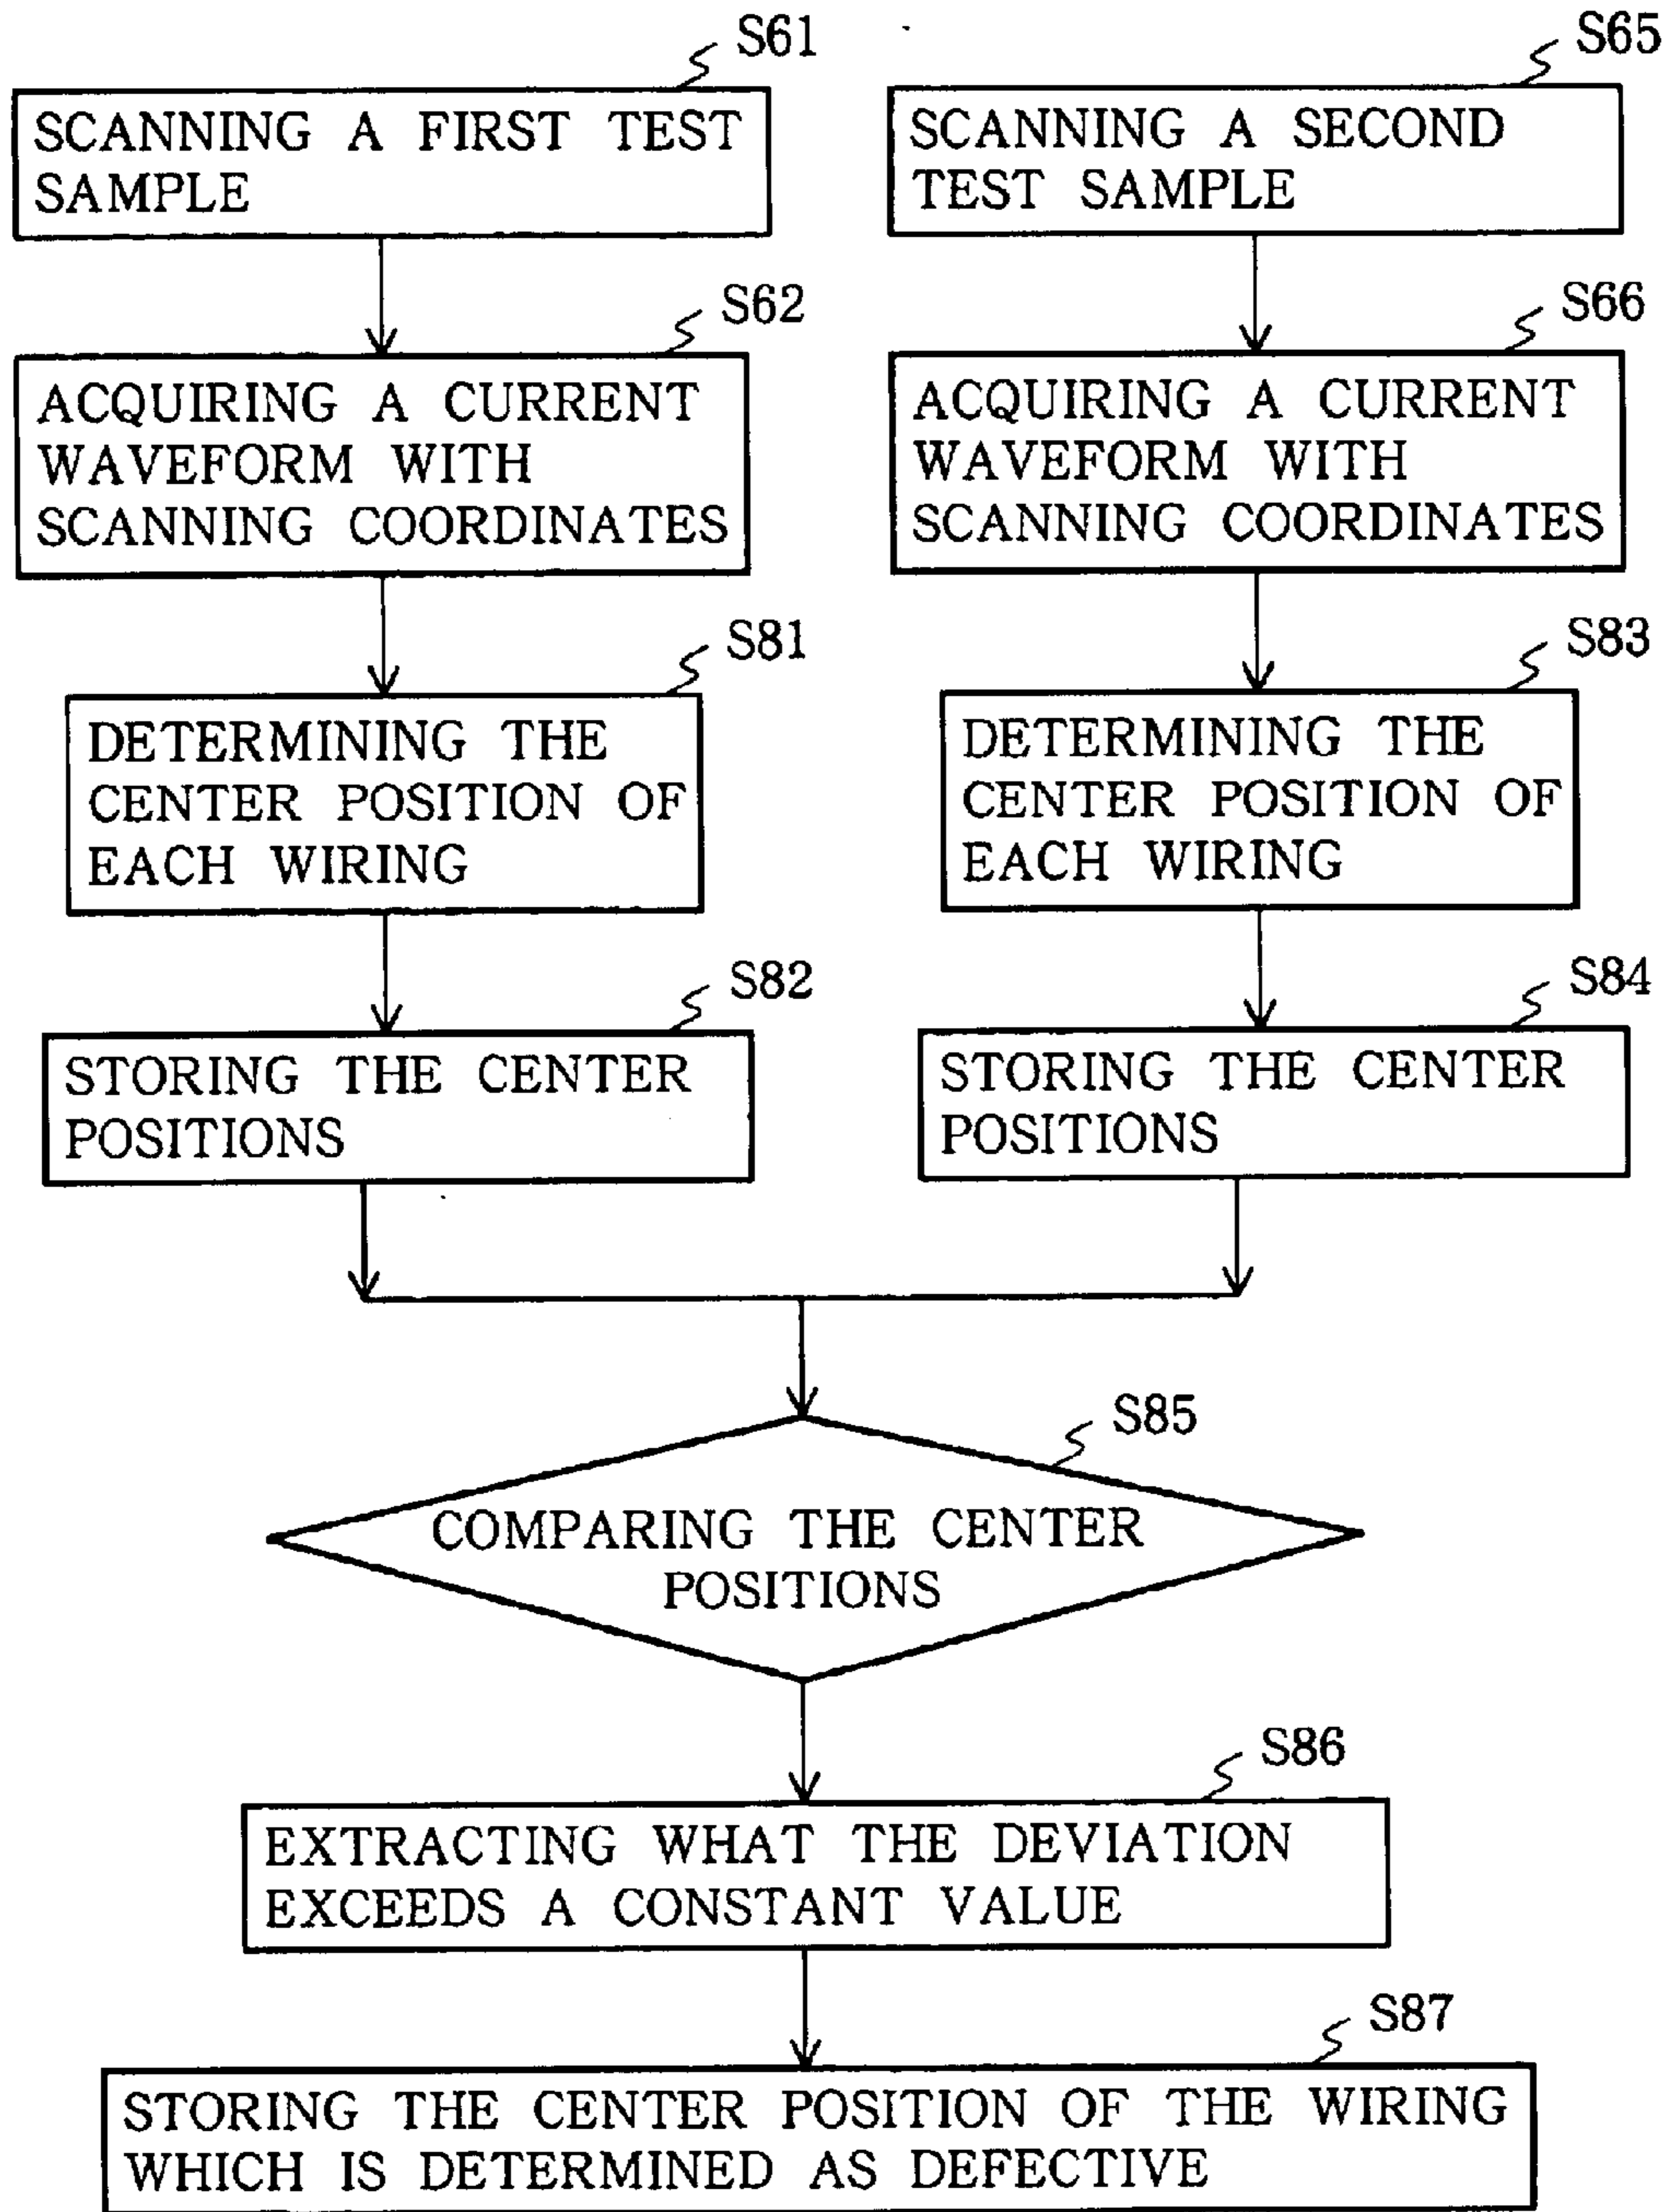 S61
SCANNING A FIRST TEST
SAMPLE
S65
SCANNING A SECOND
TEST SAMPLE
S62
ACQUIRING A CURRENT
WAVEFORM WITH
SCANNING COORDINATES
S66
ACQUIRING A CURRENT
WAVEFORM WITH
SCANNING COORDINATES
S81
DETERMINING THE
CENTER POSITION OF
EACH WIRING
S83
DETERMINING THE
CENTER POSITION OF
EACH WIRING
S82
STORING THE CENTER
POSITIONS
S84
STORING THE CENTER
POSITIONS
S85
COMPARING THE CENTER
POSITIONS
S86
EXTRACTING WHAT THE DEVIATION
EXCEEDS A CONSTANT VALUE
S87
STORING THE CENTER POSITION OF THE WIRING
WHICH IS DETERMINED AS DEFECTIVE